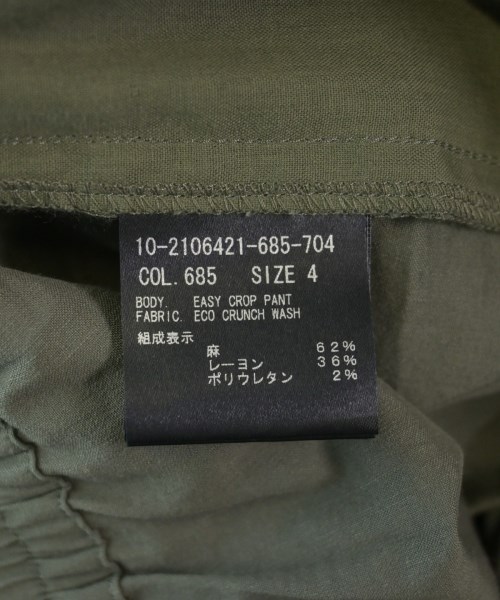 10-2106421-685-704
COL. 685 SIZE 4
BODY. EASY CROP PANT
FABRIC. ECO CRUNCH WASH
組成表示
麻 62%
レーヨン 36%
ポリウレタン 2%